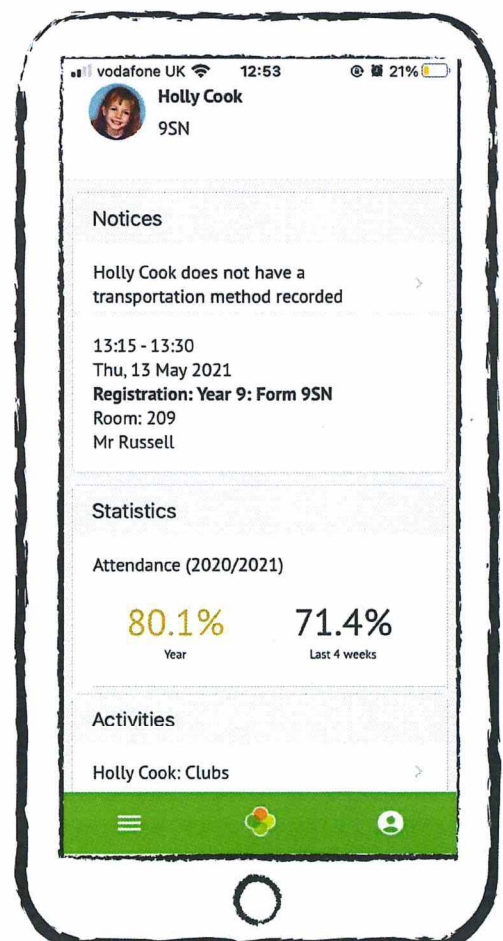 vodafone UK 12:53 21%
Holly Cook
9SN
Notices
Holly Cook does not have a
transportation method recorded
13:15 - 13:30
Thu, 13 May 2021
Registration: Year 9: Form 9SN
Room: 209
Mr Russell
Statistics
Attendance (2020/2021)
80.1% 71.4%
Year Last 4 weeks
Activities
Holly Cook: Clubs